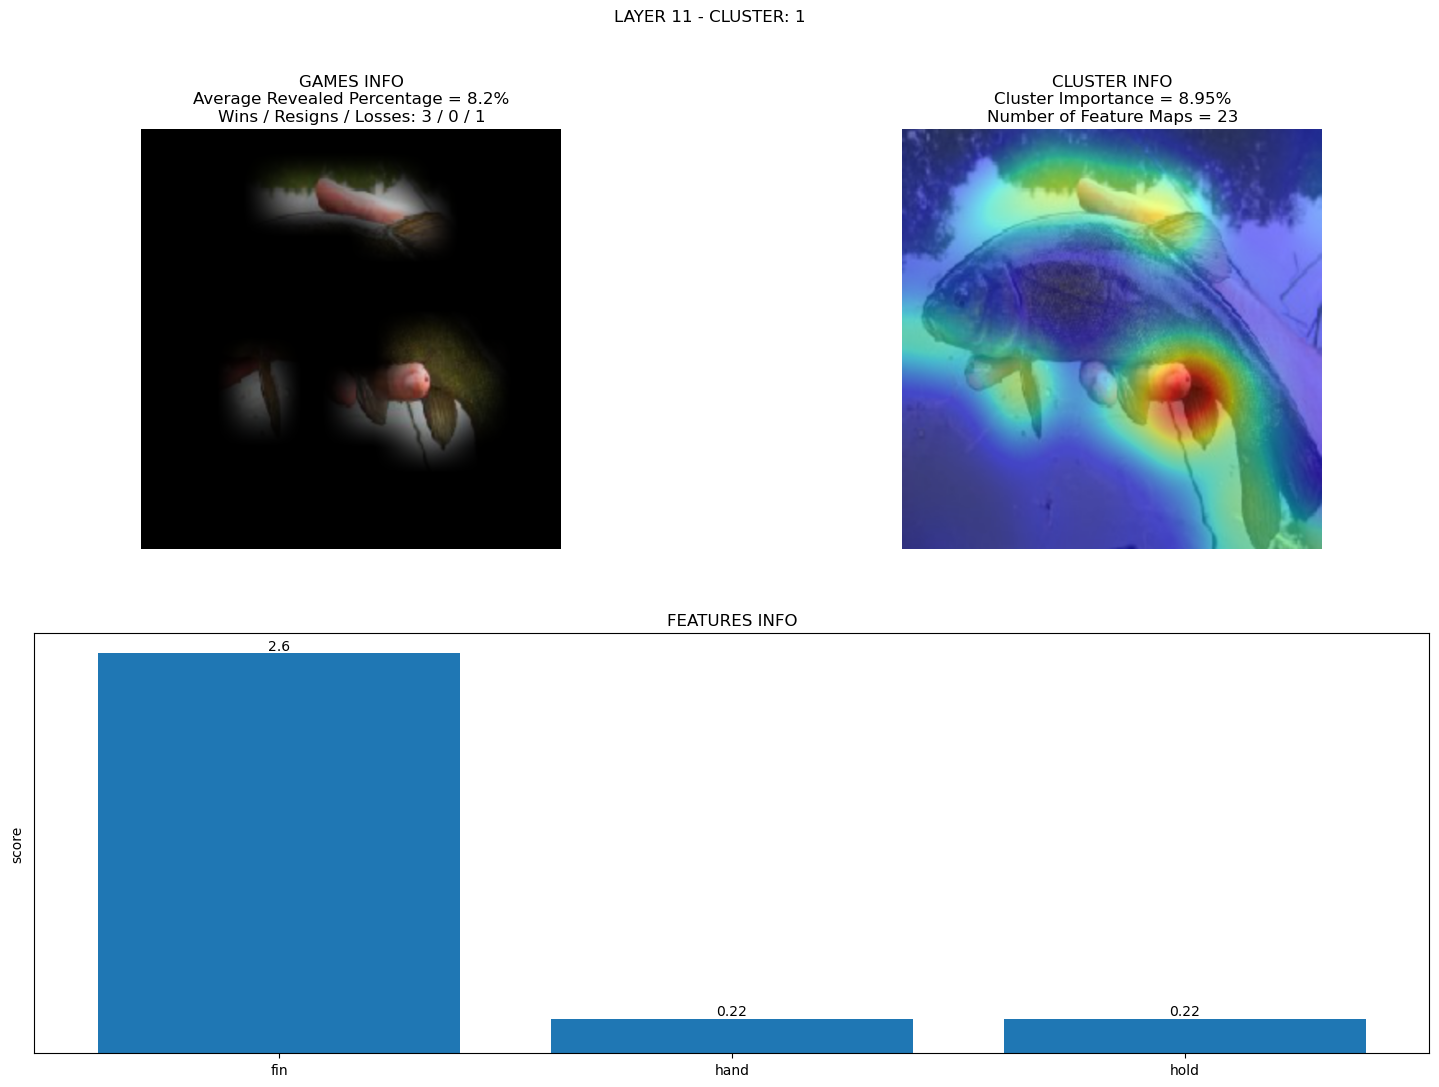 LAYER 11 - CLUSTER: 1
GAMES INFO
Average Revealed Percentage = 8.2%
Wins / Resigns / Losses: 3 / 0 / 1
CLUSTER INFO
Cluster Importance = 8.95%
Number of Feature Maps = 23
FEATURES INFO
score
2.6
0.22
0.22
fin
hand
hold